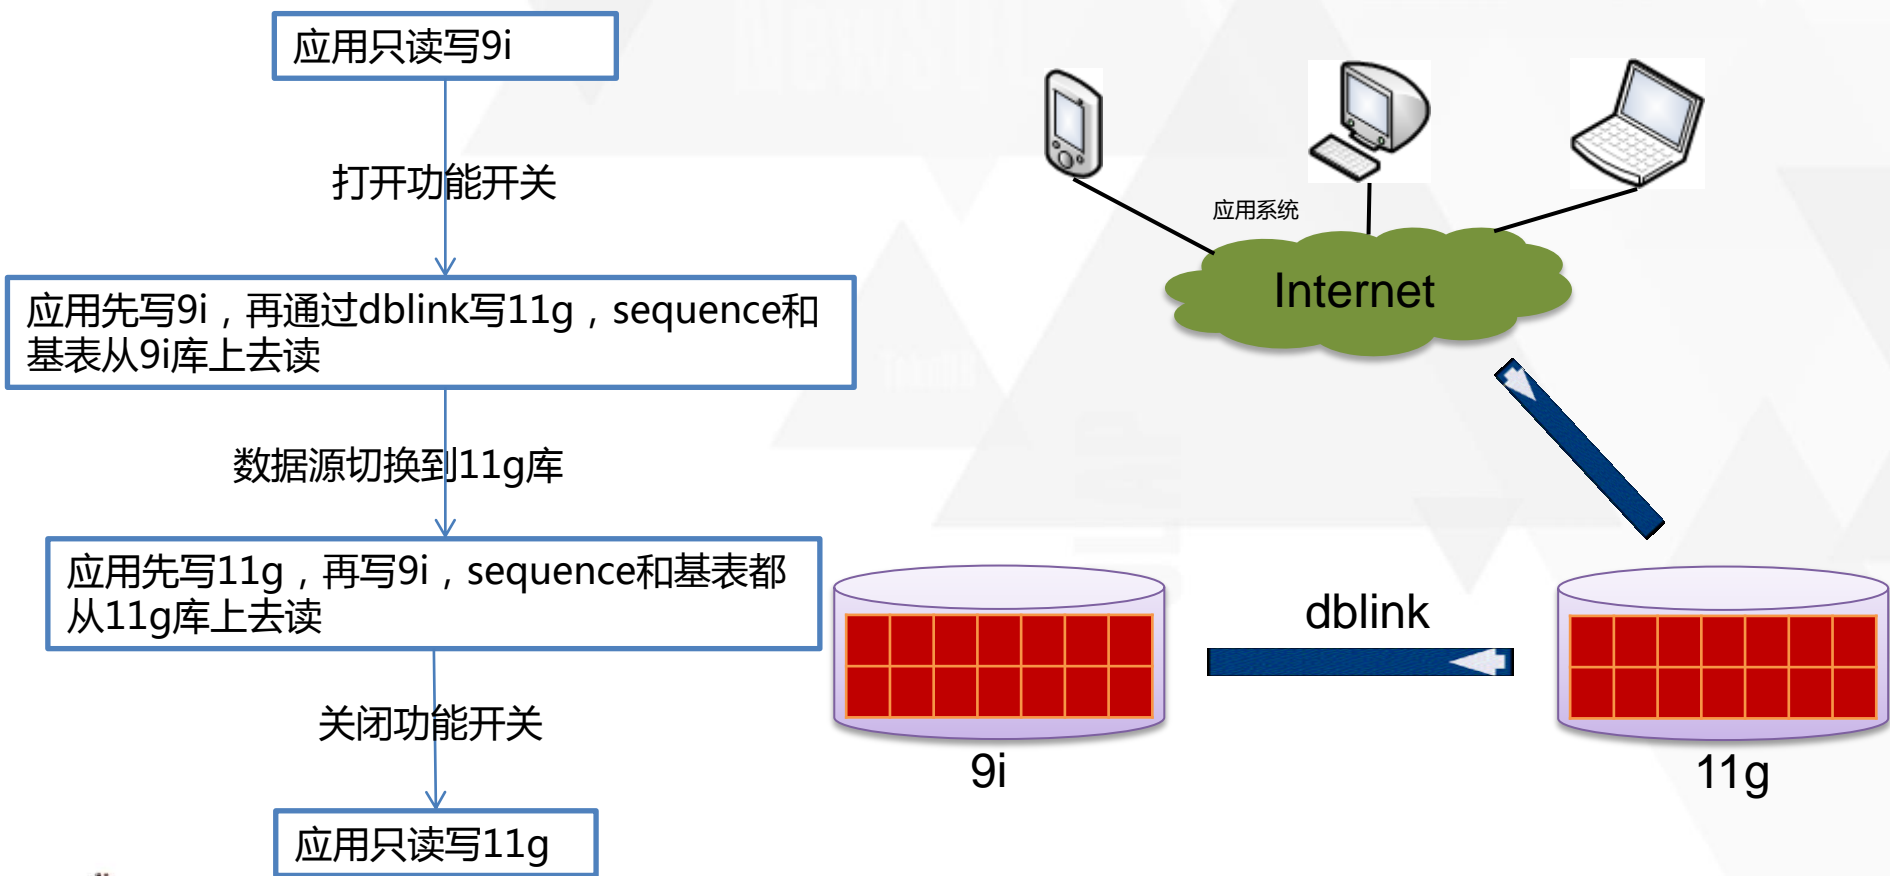 应用只读写9i
打开功能开关
应用先写9i，再通过dblink写11g，sequence和
基表从9i库上去读
数据源切换到11g库
应用先写11g，再写9i，sequence和基表都
从11g库上去读
关闭功能开关
应用只读写11g
应用系统
Internet
dblink
9i
11g